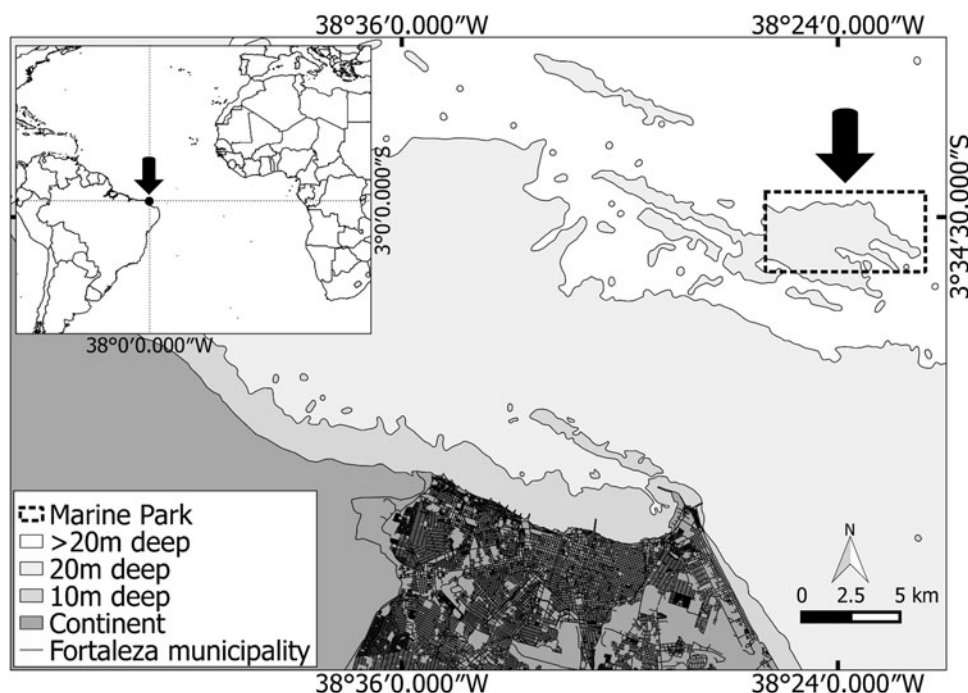 38°36′0.000″W
38°24′0.000″W
3°0′0.000″S
38°0′0.000″W
3°34′30.000″S
Marine Park
>20m deep
20m deep
10m deep
Continent
Fortaleza municipality
N
0 2.5 5 km
38°36′0.000″W
38°24′0.000″W